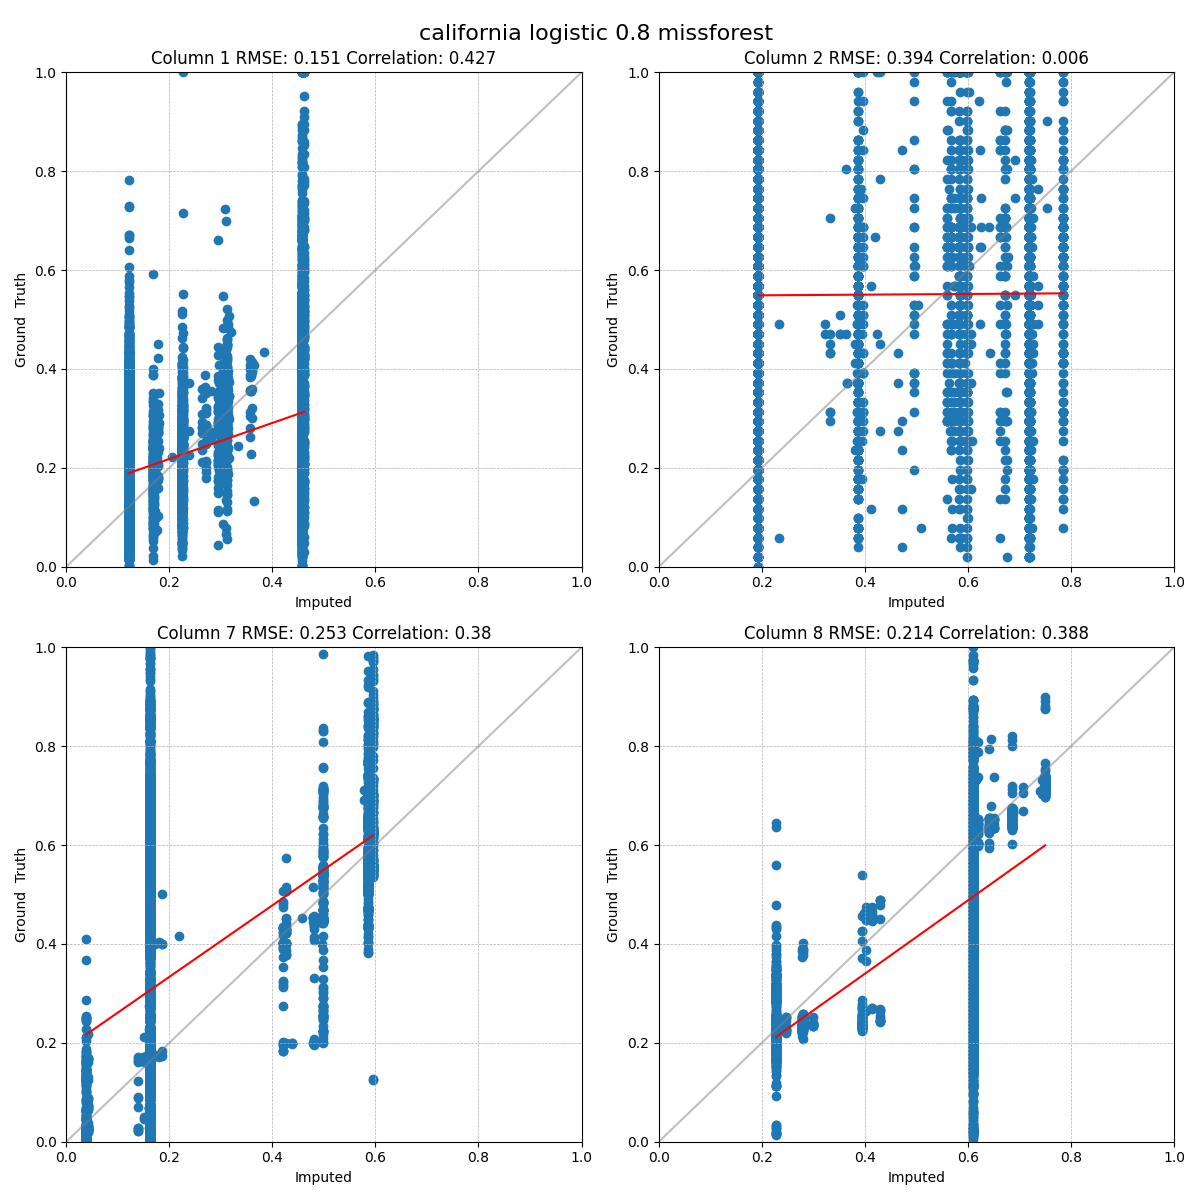 california logistic 0.8 missforest
Column 1 RMSE: 0.151 Correlation: 0.427
1.0
0.8
0.6
0.4
0.2
0.0
Ground Truth
0.0 0.2 0.4 0.6 0.8 1.0
Imputed
Column 2 RMSE: 0.394 Correlation: 0.006
1.0
0.8
0.6
0.4
0.2
0.0
Ground Truth
0.0 0.2 0.4 0.6 0.8 1.0
Imputed
Column 7 RMSE: 0.253 Correlation: 0.38
1.0
0.8
0.6
0.4
0.2
0.0
Ground Truth
0.0 0.2 0.4 0.6 0.8 1.0
Imputed
Column 8 RMSE: 0.214 Correlation: 0.388
1.0
0.8
0.6
0.4
0.2
0.0
Ground Truth
0.0 0.2 0.4 0.6 0.8 1.0
Imputed